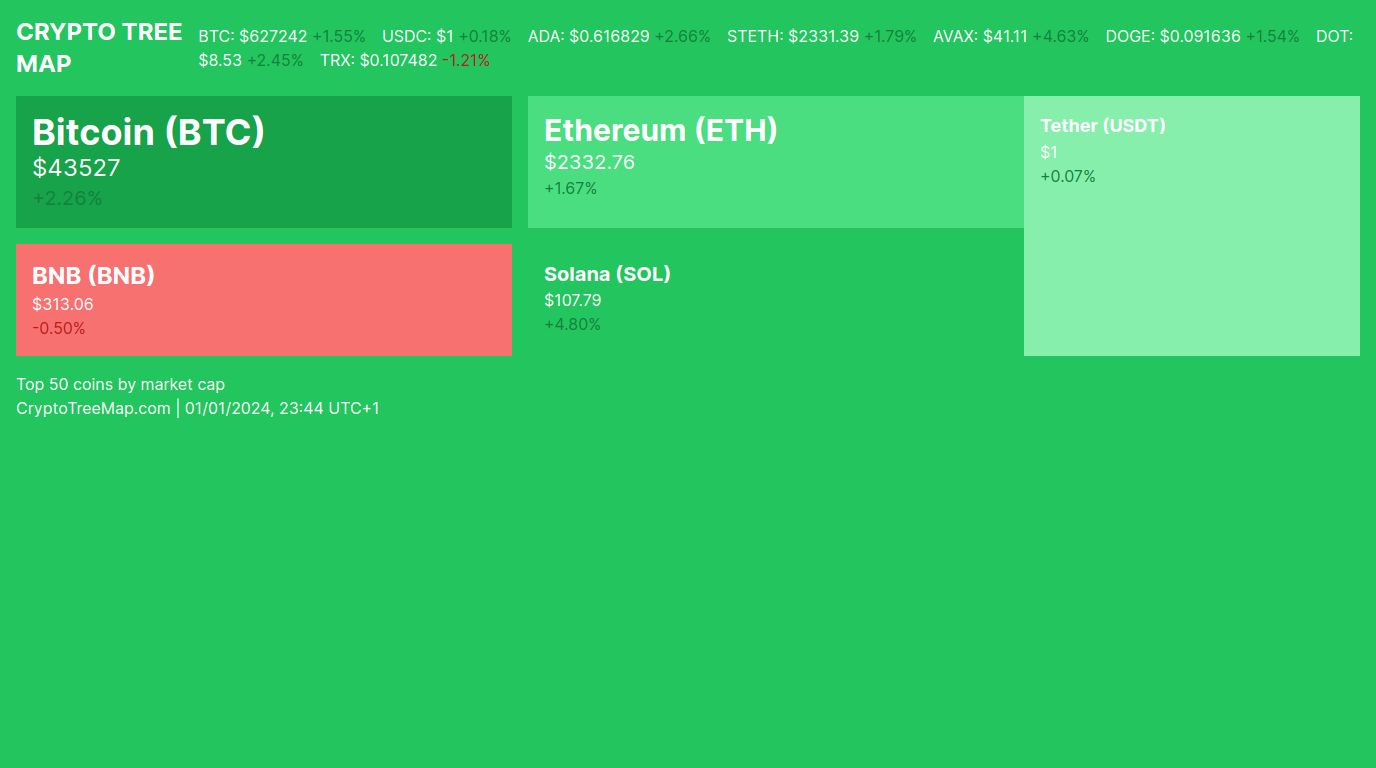 CRYPTO TREE
MAP
BTC: $627242 +1.55% USDC: $1 +0.18% ADA: $0.616829 +2.66% STETH: $2331.39 +1.79% AVAX: $41.11 +4.63% DOGE: $0.091636 +1.54% DOT:
$8.53 +2.45% TRX: $0.107482 -1.21%
Bitcoin (BTC)
$43527
+2.26%
Ethereum (ETH)
$2332.76
+1.67%
Tether (USDT)
$1
+0.07%
BNB (BNB)
$313.06
-0.50%
Solana (SOL)
$107.79
+4.80%
Top 50 coins by market cap
CryptoTreeMap.com | 01/01/2024, 23:44 UTC+1